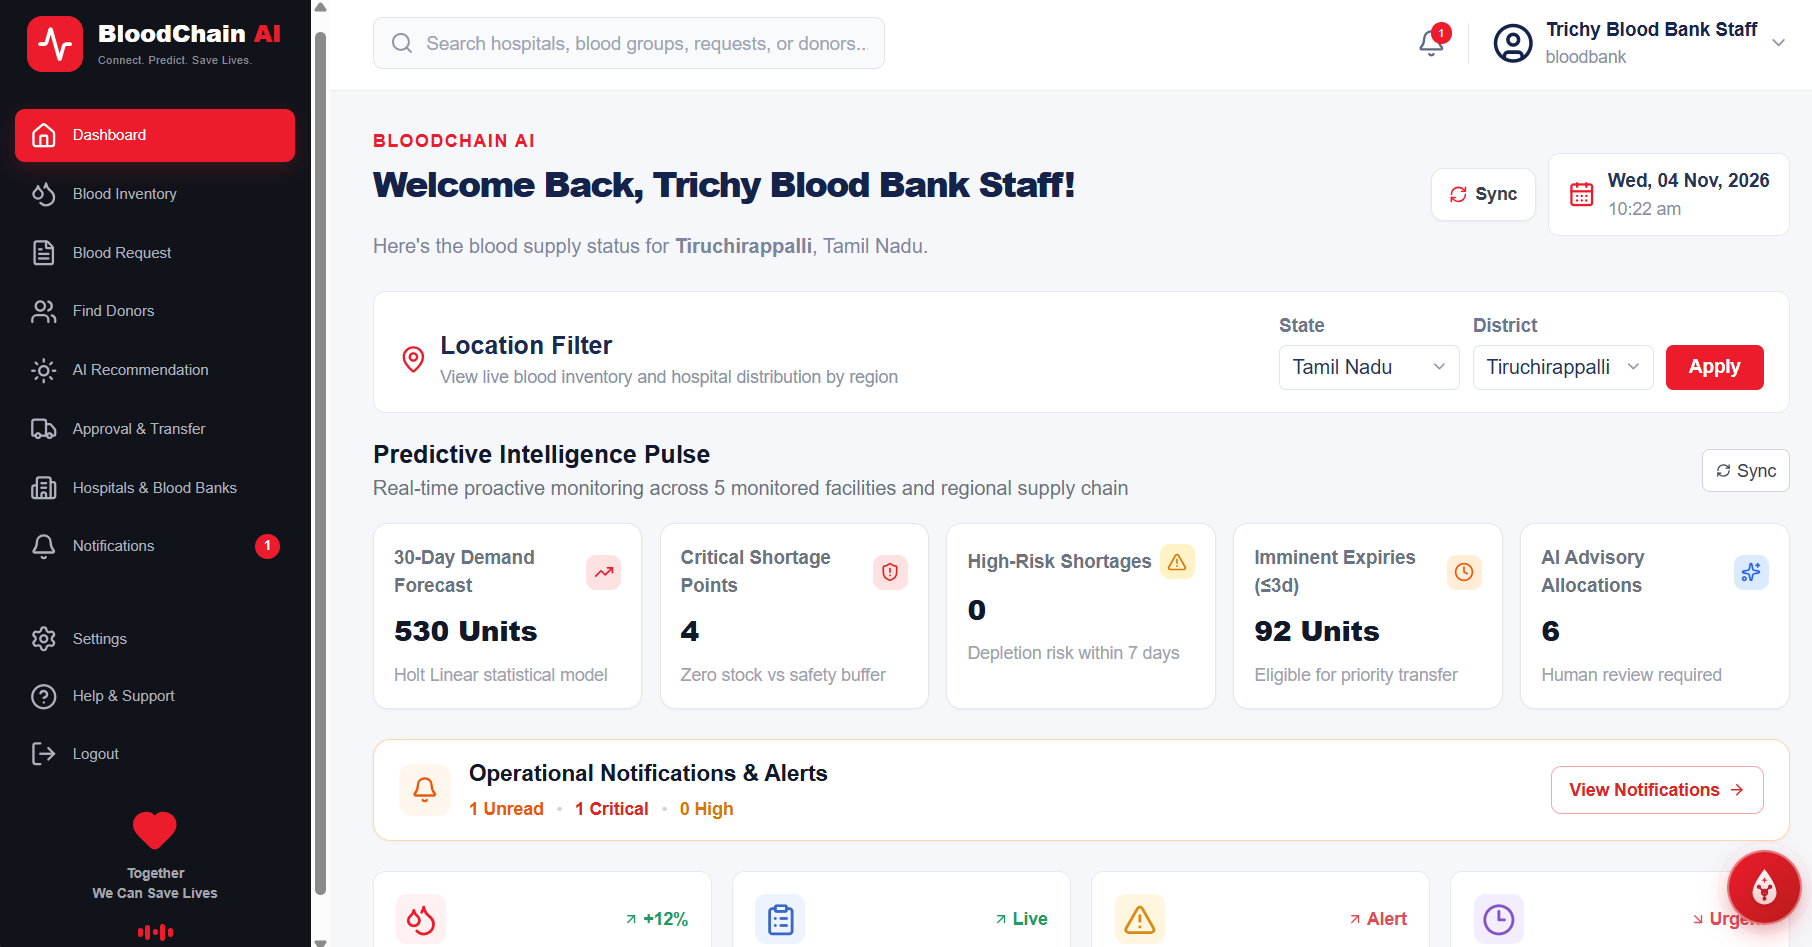 BloodChain AI
Connect. Predict. Save Lives.
Dashboard
Blood Inventory
Blood Request
Find Donors
AI Recommendation
Approval & Transfer
Hospitals & Blood Banks
Notifications
1
Settings
Help & Support
Logout
Together
We Can Save Lives
Search hospitals, blood groups, requests, or donors...
1
Trichy Blood Bank Staff
bloodbank
BLOODCHAIN AI
Welcome Back, Trichy Blood Bank Staff!
Here's the blood supply status for Tiruchirappalli, Tamil Nadu.
Sync
Wed, 04 Nov, 2026
10:22 am
Location Filter
View live blood inventory and hospital distribution by region
State
Tamil Nadu
District
Tiruchirappalli
Apply
Predictive Intelligence Pulse
Real-time proactive monitoring across 5 monitored facilities and regional supply chain
Sync
30-Day Demand
Forecast
530 Units
Holt Linear statistical model
Critical Shortage
Points
4
Zero stock vs safety buffer
High-Risk Shortages
0
Depletion risk within 7 days
Imminent Expiries
(≤3d)
92 Units
Eligible for priority transfer
AI Advisory
Allocations
6
Human review required
Operational Notifications & Alerts
1 Unread • 1 Critical • 0 High
View Notifications
+12%
Live
Alert